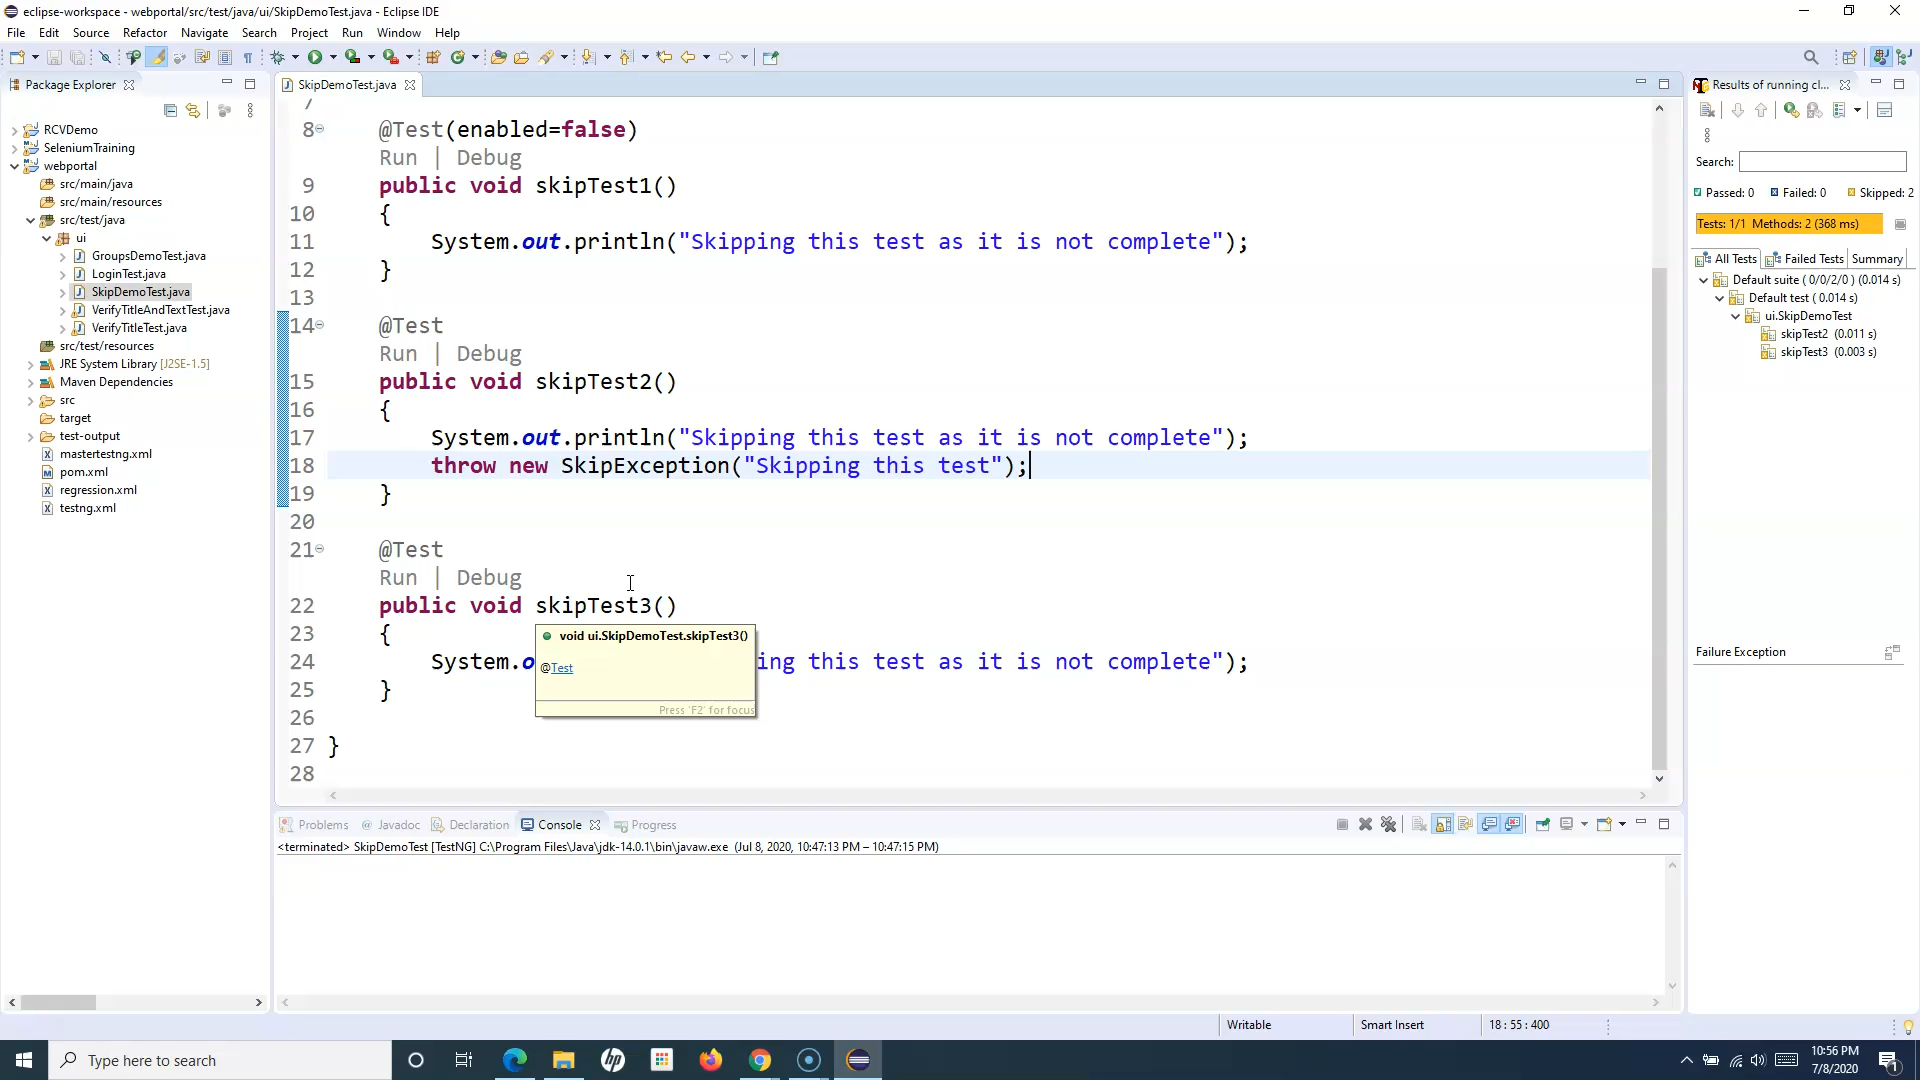 eclipse-workspace - webportal/src/test/java/ui/SkipDemoTest.java - Eclipse IDE
File Edit Source Refactor Navigate Search Project Run Window Help
Package Explorer
RCVDemo
SeleniumTraining
webportal
src/main/java
src/main/resources
src/test/java
ui
GroupsDemoTest.java
LoginTest.java
SkipDemoTest.java
VerifyTitleAndTextTest.java
VerifyTitleTest.java
src/test/resources
JRE System Library [J2SE-1.5]
Maven Dependencies
src
target
test-output
mastertestng.xml
pom.xml
regression.xml
testng.xml
SkipDemoTest.java
7
8 @Test(enabled=false)
Run | Debug
9 public void skipTest1()
10 {
11 System.out.println("Skipping this test as it is not complete");
12 }
13
14 @Test
Run | Debug
15 public void skipTest2()
16 {
17 System.out.println("Skipping this test as it is not complete");
18 throw new SkipException("Skipping this test");
19 }
20
21 @Test
Run | Debug
22 public void skipTest3()
23 {
24 System.o ing this test as it is not complete");
25 }
26
27 }
28
void ui.SkipDemoTest.skipTest3()
@Test
Press 'F2' for focus
Problems @ Javadoc Declaration Console Progress
<terminated> SkipDemoTest [TestNG] C:\Program Files\Java\jdk-14.0.1\bin\javaw.exe (Jul 8, 2020, 10:47:13 PM – 10:47:15 PM)
Results of running cl...
Search:
Passed: 0 Failed: 0 Skipped: 2
Tests: 1/1 Methods: 2 (368 ms)
All Tests Failed Tests Summary
Default suite ( 0/0/2/0 ) (0.014 s)
Default test ( 0.014 s)
ui.SkipDemoTest
skipTest2 (0.011 s)
skipTest3 (0.003 s)
Failure Exception
Writable Smart Insert 18 : 55 : 400
Type here to search
hp
10:56 PM
7/8/2020
1